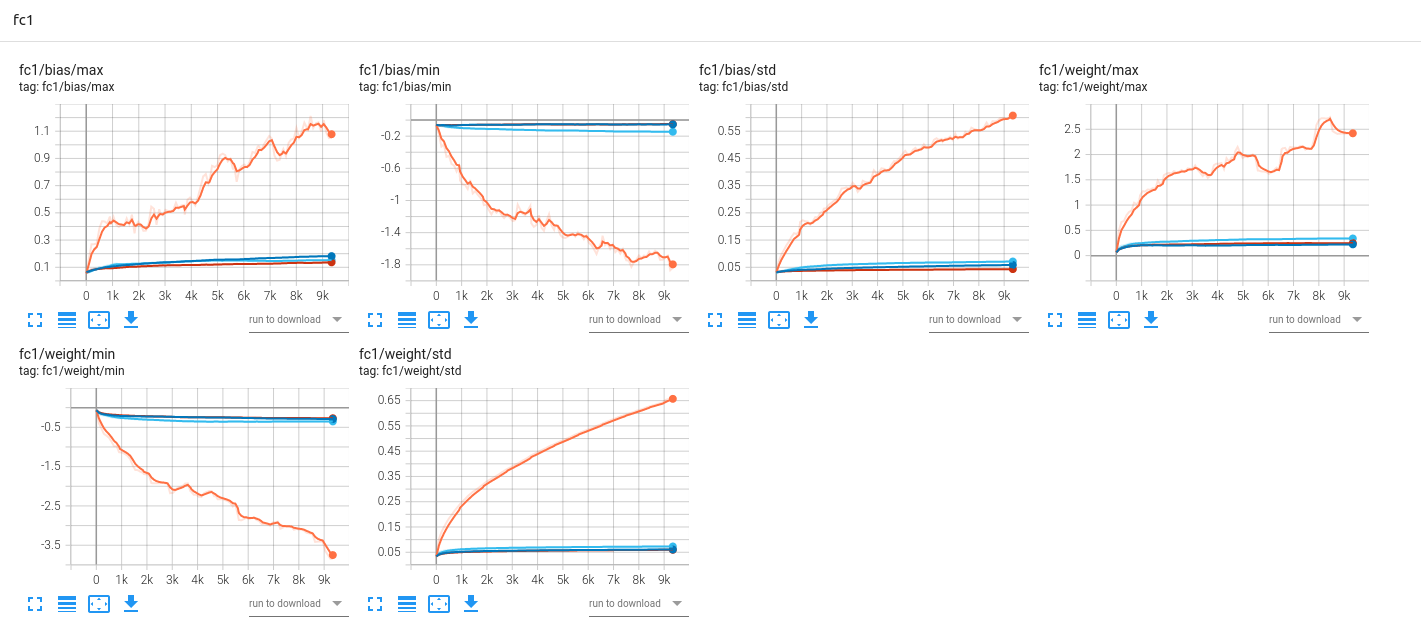 fc1
fc1/bias/max
tag: fc1/bias/max
1.1
0.9
0.7
0.5
0.3
0.1
0 1k 2k 3k 4k 5k 6k 7k 8k 9k
run to download
fc1/bias/min
tag: fc1/bias/min
-0.2
-0.6
-1
-1.4
-1.8
0 1k 2k 3k 4k 5k 6k 7k 8k 9k
run to download
fc1/bias/std
tag: fc1/bias/std
0.55
0.45
0.35
0.25
0.15
0.05
0 1k 2k 3k 4k 5k 6k 7k 8k 9k
run to download
fc1/weight/max
tag: fc1/weight/max
2.5
2
1.5
1
0.5
0
0 1k 2k 3k 4k 5k 6k 7k 8k 9k
run to download
fc1/weight/min
tag: fc1/weight/min
-0.5
-1.5
-2.5
-3.5
0 1k 2k 3k 4k 5k 6k 7k 8k 9k
run to download
fc1/weight/std
tag: fc1/weight/std
0.65
0.55
0.45
0.35
0.25
0.15
0.05
0 1k 2k 3k 4k 5k 6k 7k 8k 9k
run to download